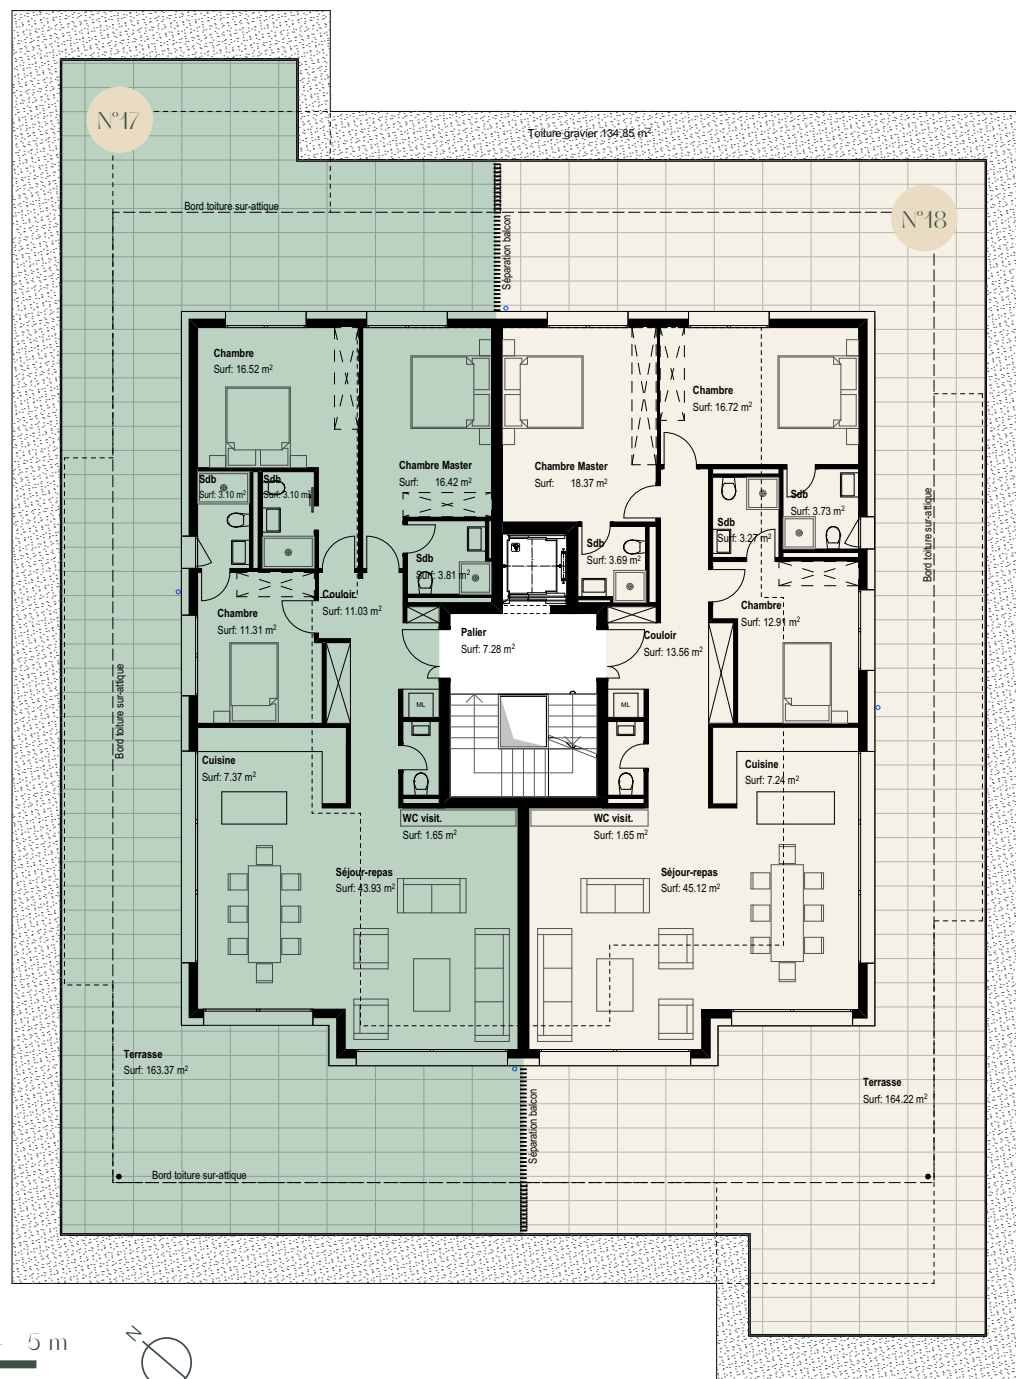 Toiture gravier 134.85 m²
N°17
Bord toiture sur-attique
N°18
Séparation balcon
Chambre
Surf: 16.52 m²
Chambre
Surf: 16.72 m²
Chambre Master
Surf: 16.42 m²
Chambre Master
Surf: 18.37 m²
Sdb
Surf: 3.10 m²
Sdb
Surf: 3.10 m²
Sdb
Surf: 3.73 m²
Sdb
Surf: 3.27 m²
Sdb
Surf: 3.81 m²
Sdb
Surf: 3.69 m²
Bord toiture sur-attique
Couloir
Surf: 11.03 m²
Chambre
Surf: 11.31 m²
Chambre
Surf: 12.91 m²
Palier
Surf: 7.28 m²
Couloir
Surf: 13.56 m²
Bord toiture sur-attique
ML
ML
Cuisine
Surf: 7.37 m²
Cuisine
Surf: 7.24 m²
WC visit.
Surf: 1.65 m²
WC visit.
Surf: 1.65 m²
Séjour-repas
Surf: 43.93 m²
Séjour-repas
Surf: 45.12 m²
Terrasse
Surf: 163.37 m²
Terrasse
Surf: 164.22 m²
Séparation balcon
Bord toiture sur-attique
5 m
N